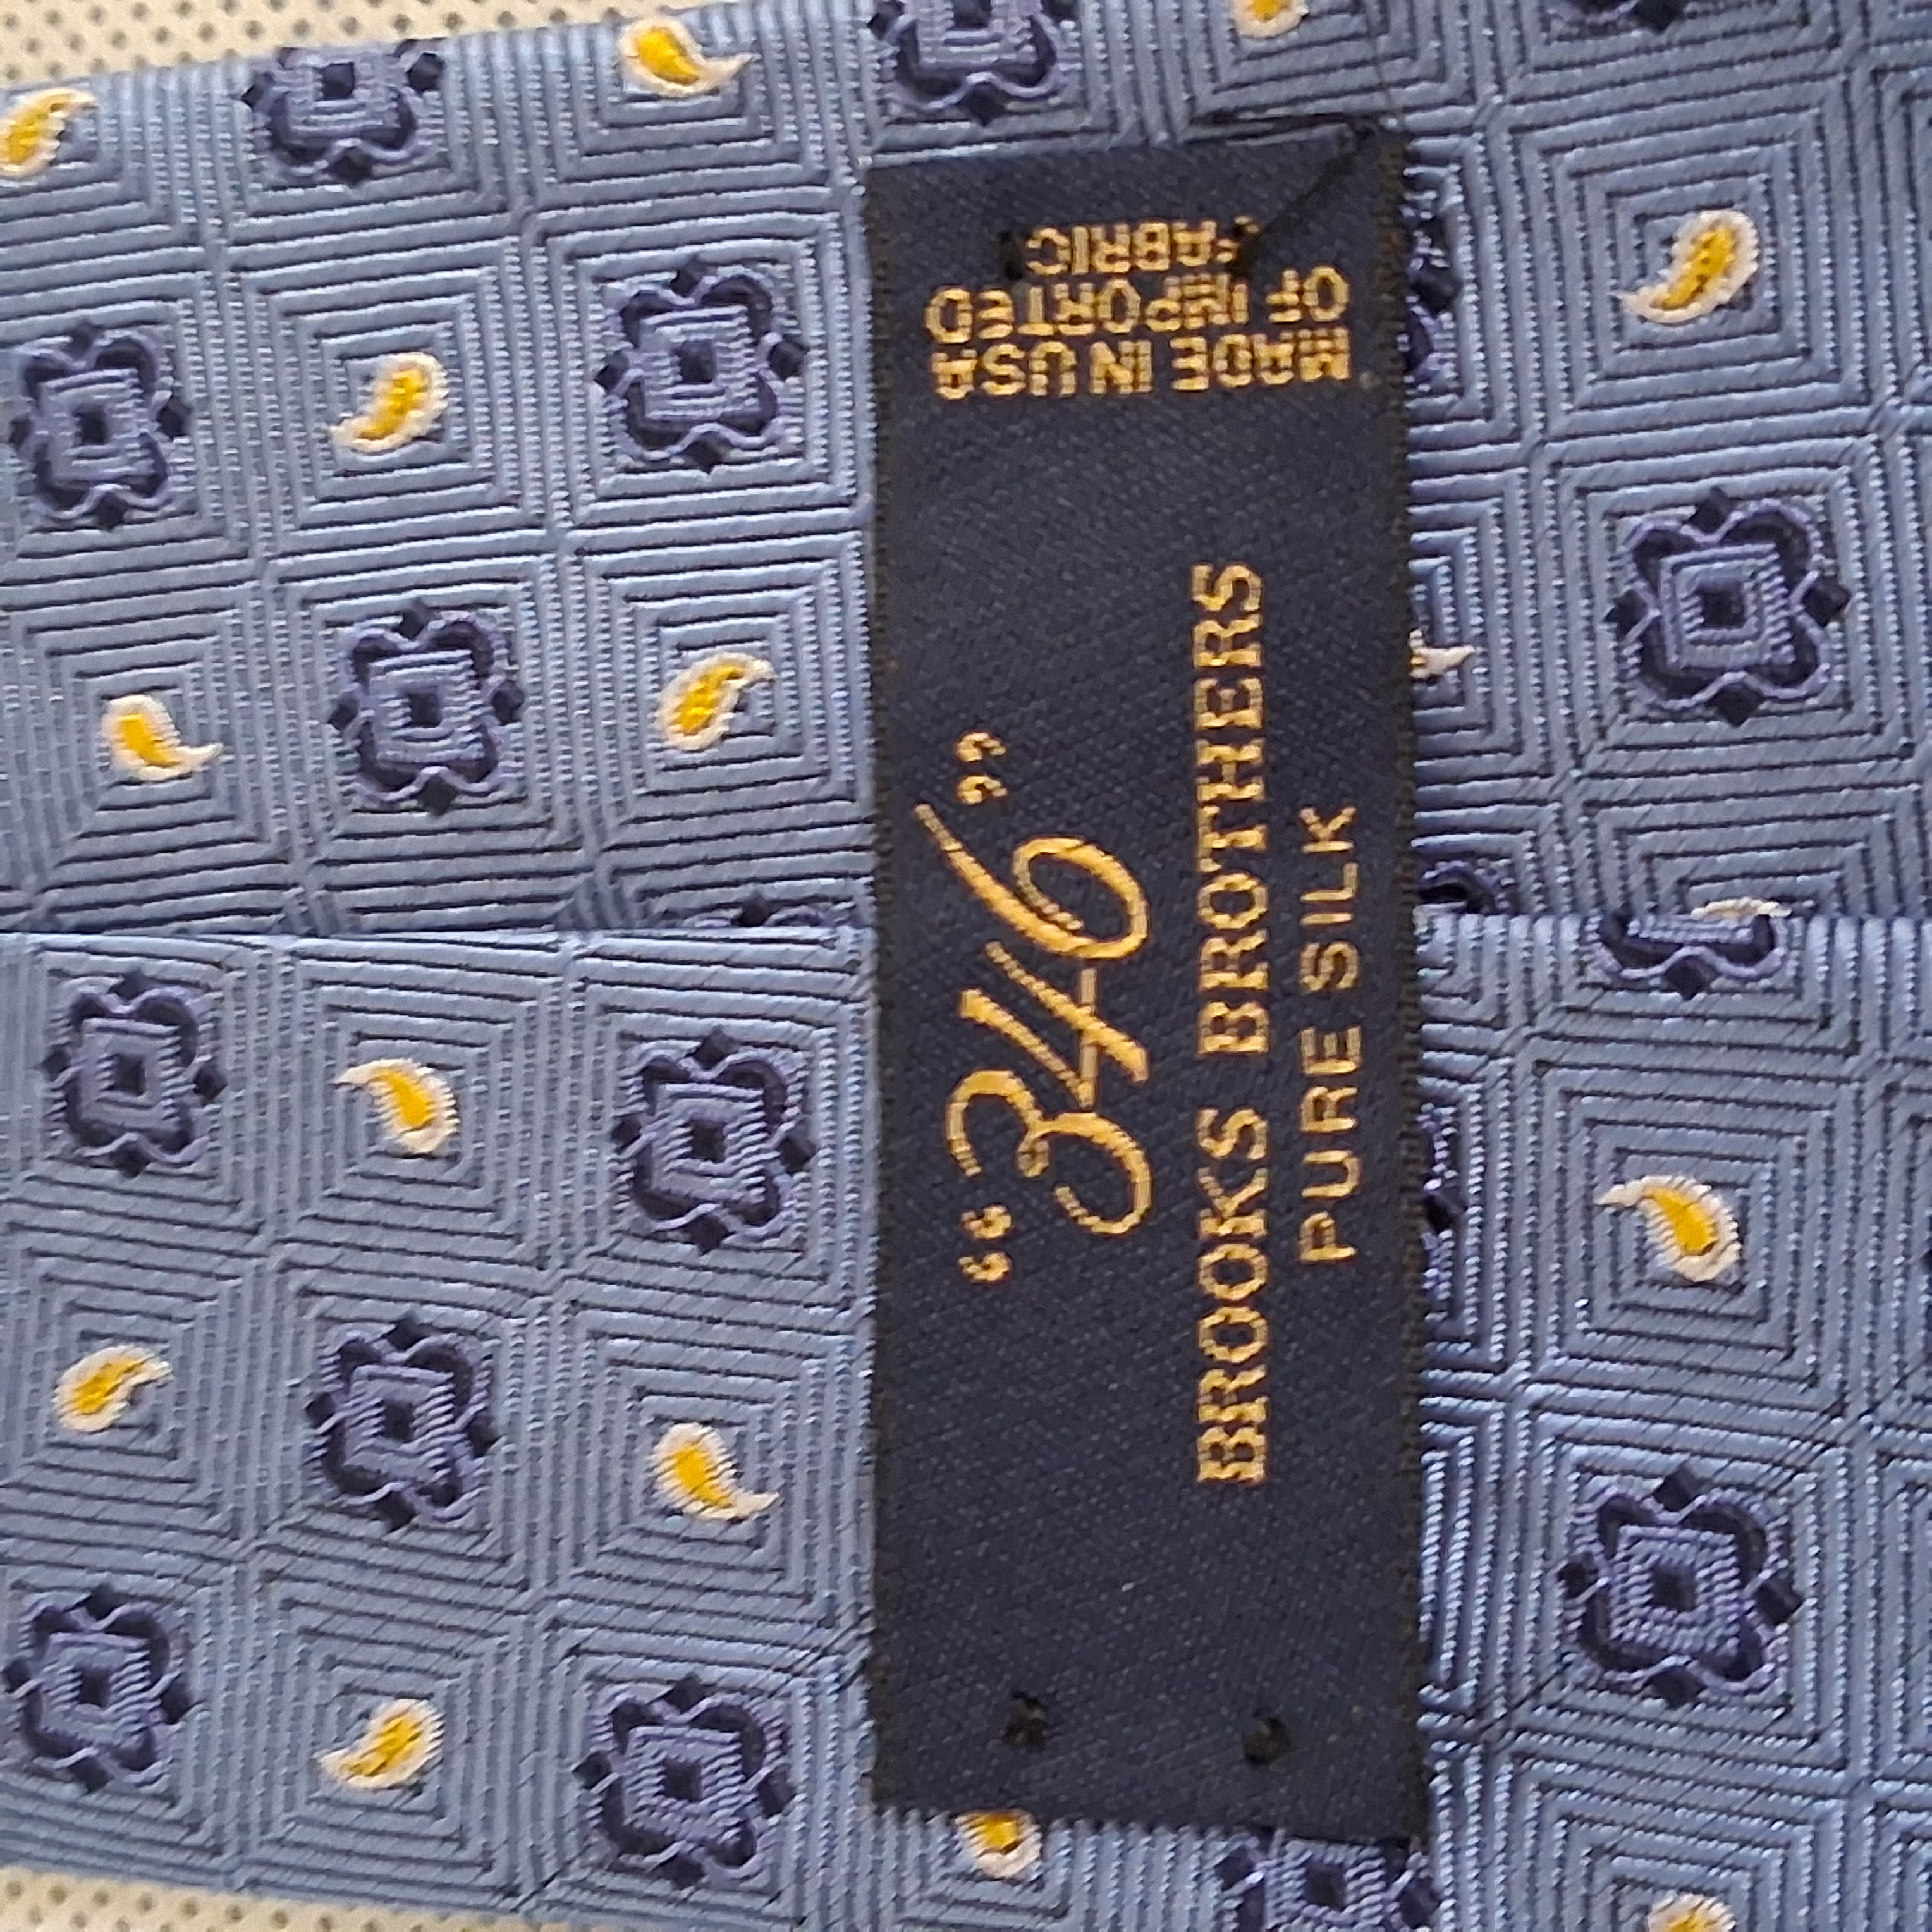 “346”
BROOKS BROTHERS
PURE SILK
MADE IN USA
OF IMPORTED
FABRIC